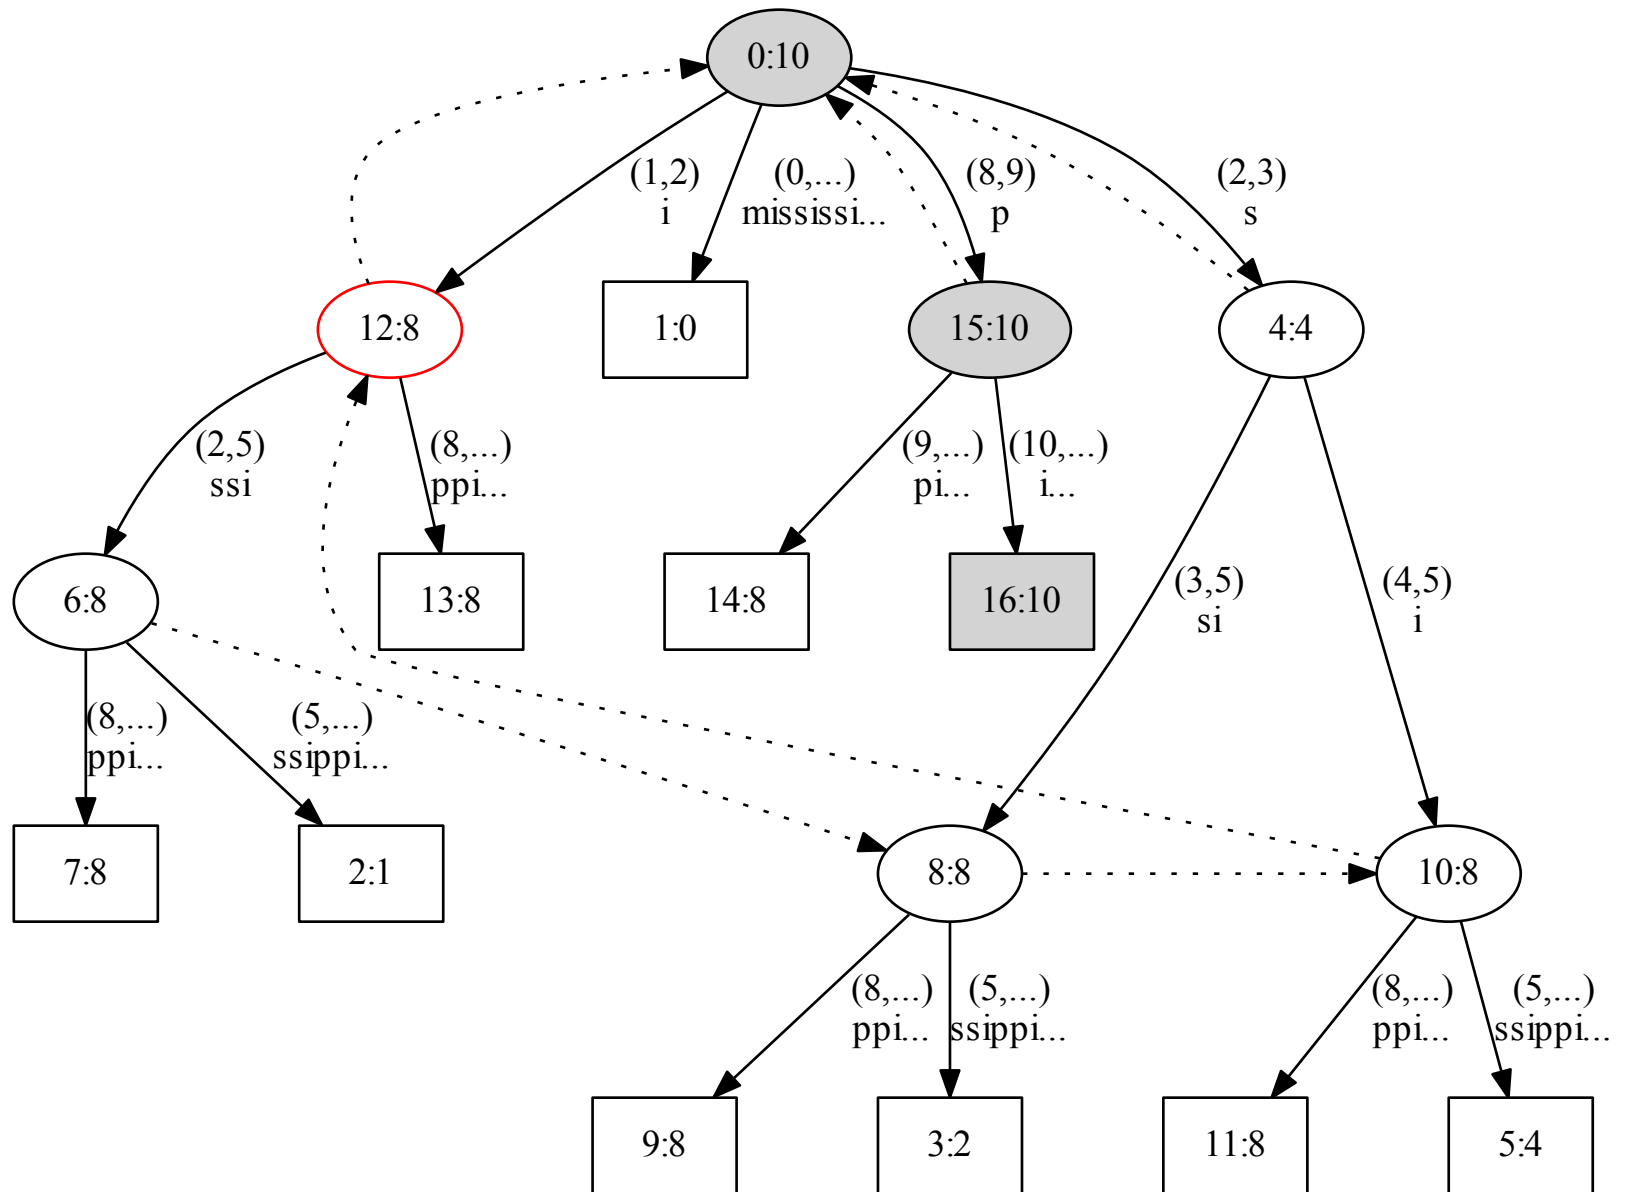 0:10
(1,2)
i
(0,...)
mississi...
(8,9)
p
(2,3)
s
12:8
1:0
15:10
4:4
(2,5)
ssi
(8,...)
ppi...
(9,...)
pi...
(10,...)
i...
(3,5)
si
(4,5)
i
6:8
13:8
14:8
16:10
(8,...)
ppi...
(5,...)
ssippi...
7:8
2:1
8:8
10:8
(8,...)
ppi...
(5,...)
ssippi...
(8,...)
ppi...
(5,...)
ssippi...
9:8
3:2
11:8
5:4